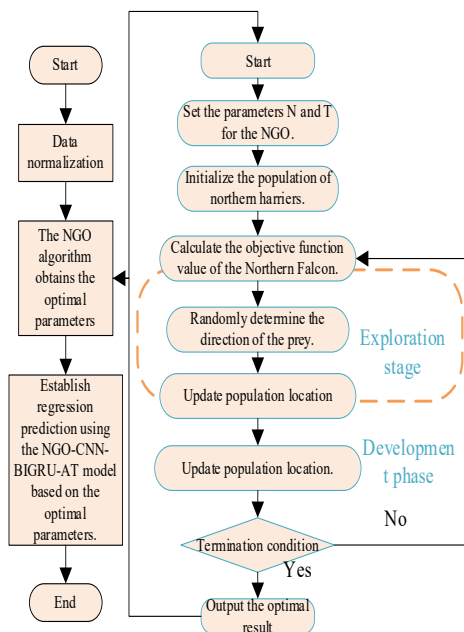 Start
Data
normalization
The NGO
algorithm
obtains the
optimal
parameters
Establish
regression
prediction using
the NGO-CNN-
BIGRU-AT model
based on the
optimal
parameters.
End
Start
Set the parameters N and T
for the NGO.
Initialize the population of
northern harriers.
Calculate the objective function
value of the Northern Falcon.
Randomly determine the
direction of the prey.
Exploration
stage
Update population location
Update population location.
Developmen
t phase
No
Termination condition
Yes
Output the optimal
result